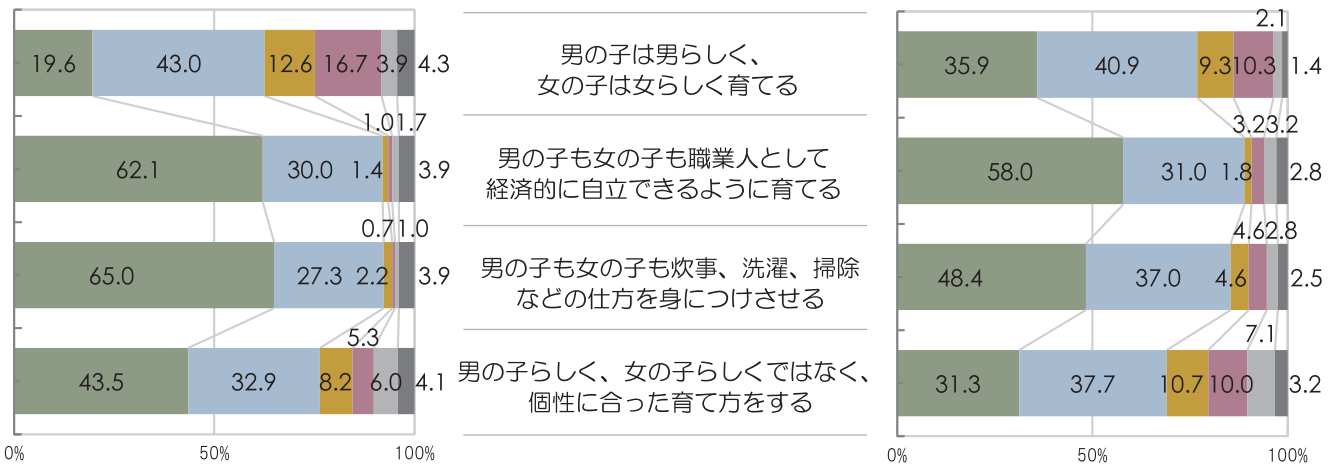 19.6 43.0 12.6 16.7 3.9 4.3
男の子は男らしく、
女の子は女らしく育てる
2.1
35.9 40.9 9.3 10.3 1.4
1.0 1.7
62.1 30.0 1.4 3.9
男の子も女の子も職業人として
経済的に自立できるように育てる
3.2 3.2
58.0 31.0 1.8 2.8
0.7 1.0
65.0 27.3 2.2 3.9
男の子も女の子も炊事、洗濯、掃除
などの仕方を身につけさせる
4.6 2.8
48.4 37.0 4.6 2.5
5.3
43.5 32.9 8.2 6.0 4.1
男の子らしく、女の子らしくではなく、
個性に合った育て方をする
7.1
31.3 37.7 10.7 10.0 3.2
0% 50% 100%
0% 50% 100%